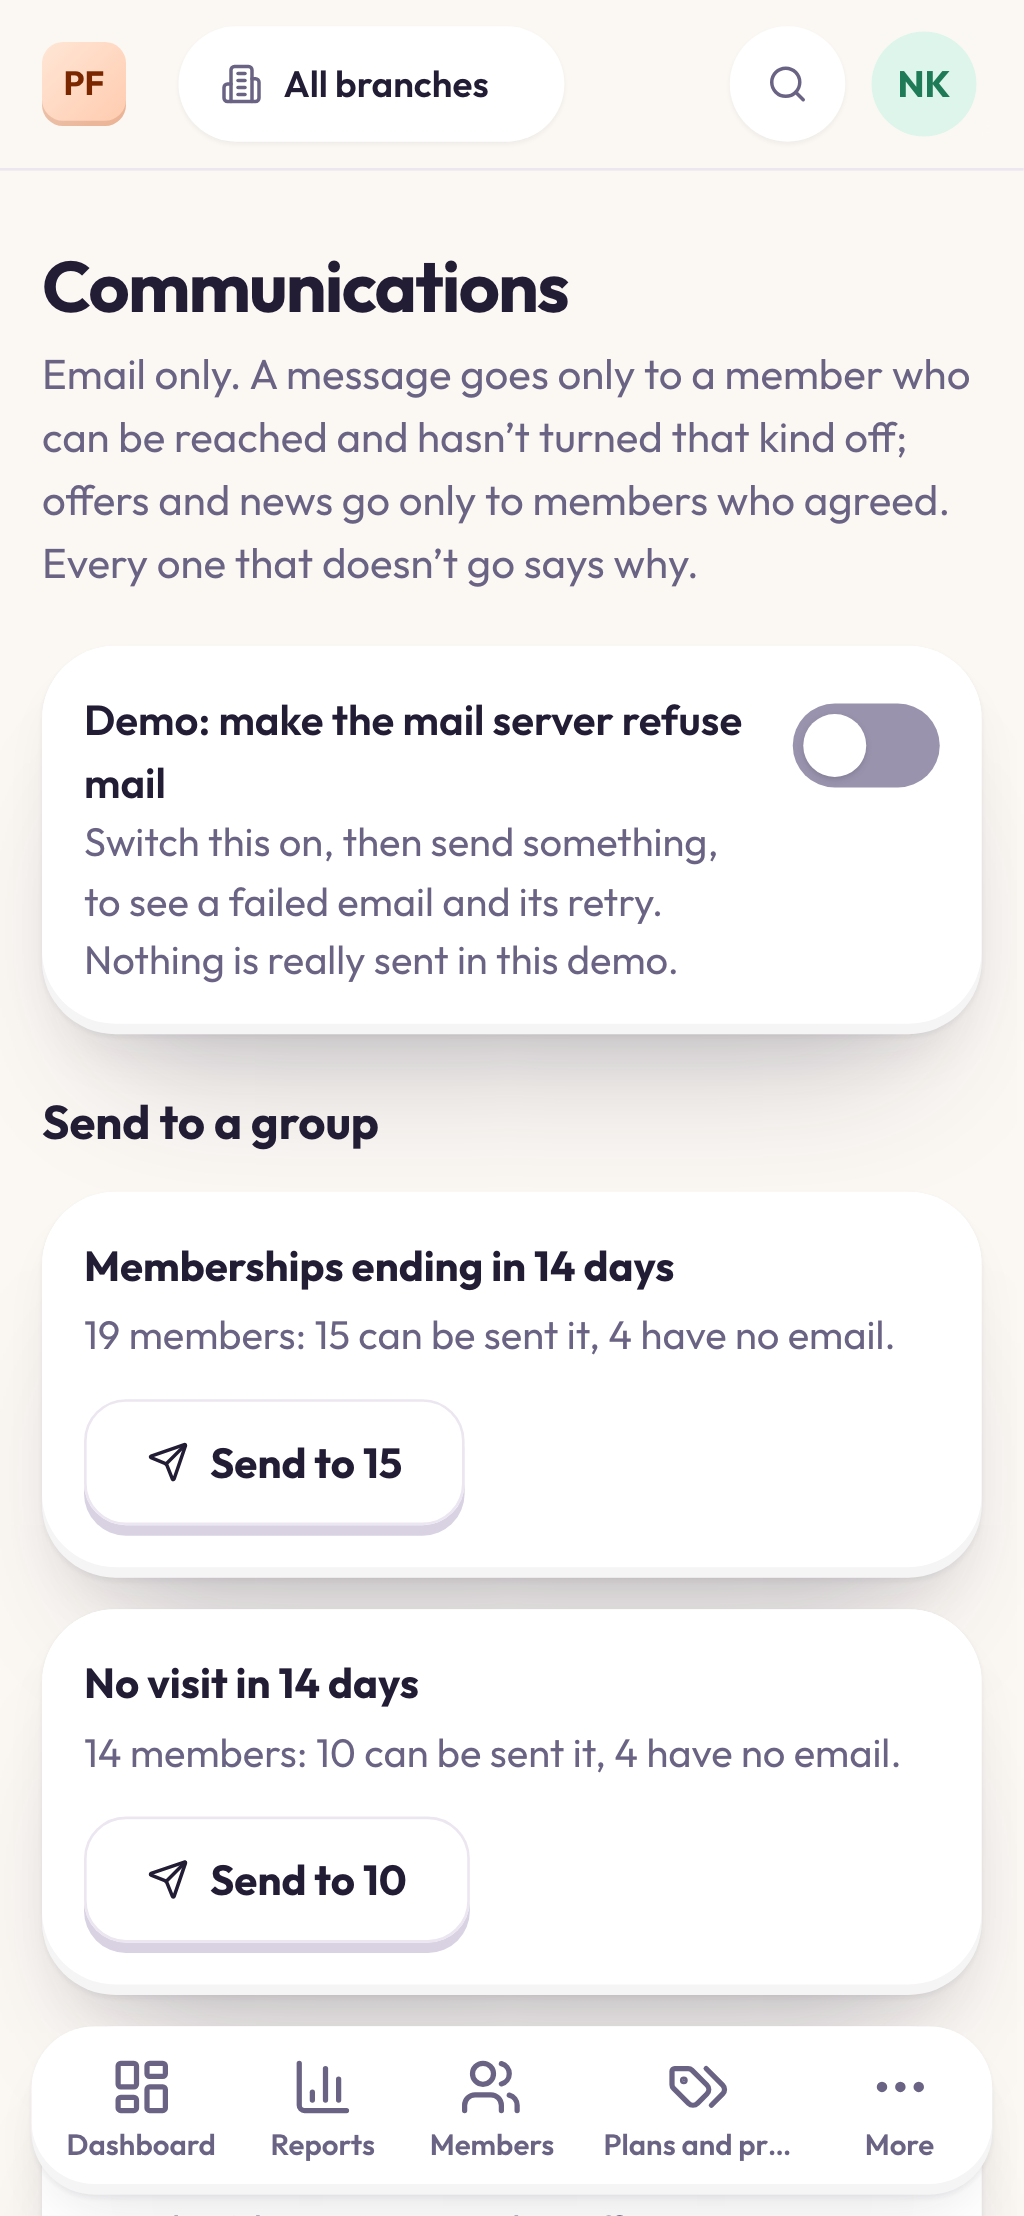 PF
All branches
NK
Communications
Email only. A message goes only to a member who
can be reached and hasn’t turned that kind off;
offers and news go only to members who agreed.
Every one that doesn’t go says why.
Demo: make the mail server refuse
mail
Switch this on, then send something,
to see a failed email and its retry.
Nothing is really sent in this demo.
Send to a group
Memberships ending in 14 days
19 members: 15 can be sent it, 4 have no email.
Send to 15
No visit in 14 days
14 members: 10 can be sent it, 4 have no email.
Send to 10
Dashboard
Reports
Members
Plans and pr...
More